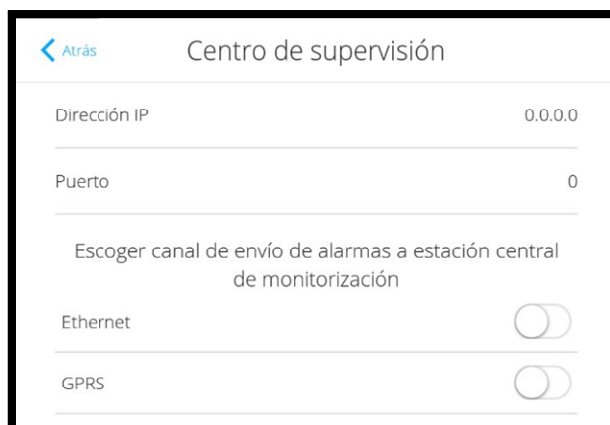 Atrás
Centro de supervisión
Dirección IP 0.0.0.0
Puerto 0
Escoger canal de envío de alarmas a estación central
de monitorización
Ethernet
GPRS